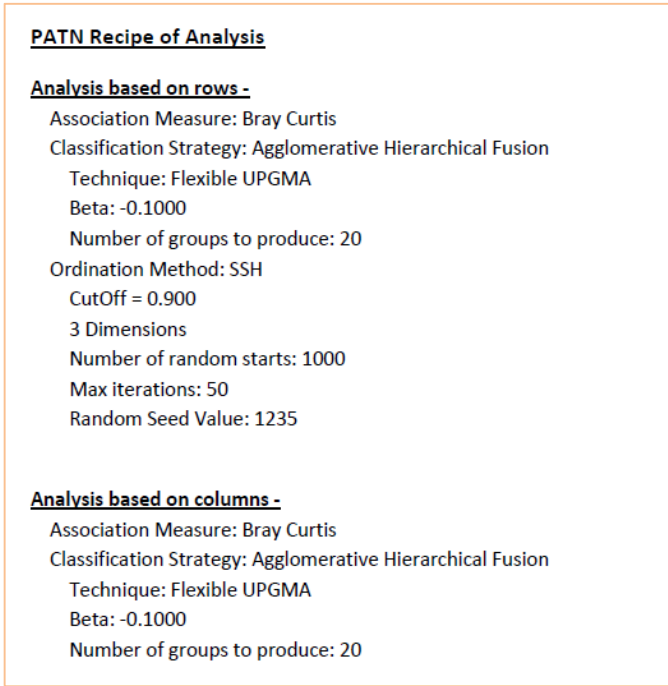 PATN Recipe of Analysis
Analysis based on rows -
Association Measure: Bray Curtis
Classification Strategy: Agglomerative Hierarchical Fusion
Technique: Flexible UPGMA
Beta: -0.1000
Number of groups to produce: 20
Ordination Method: SSH
CutOff = 0.900
3 Dimensions
Number of random starts: 1000
Max iterations: 50
Random Seed Value: 1235
Analysis based on columns -
Association Measure: Bray Curtis
Classification Strategy: Agglomerative Hierarchical Fusion
Technique: Flexible UPGMA
Beta: -0.1000
Number of groups to produce: 20